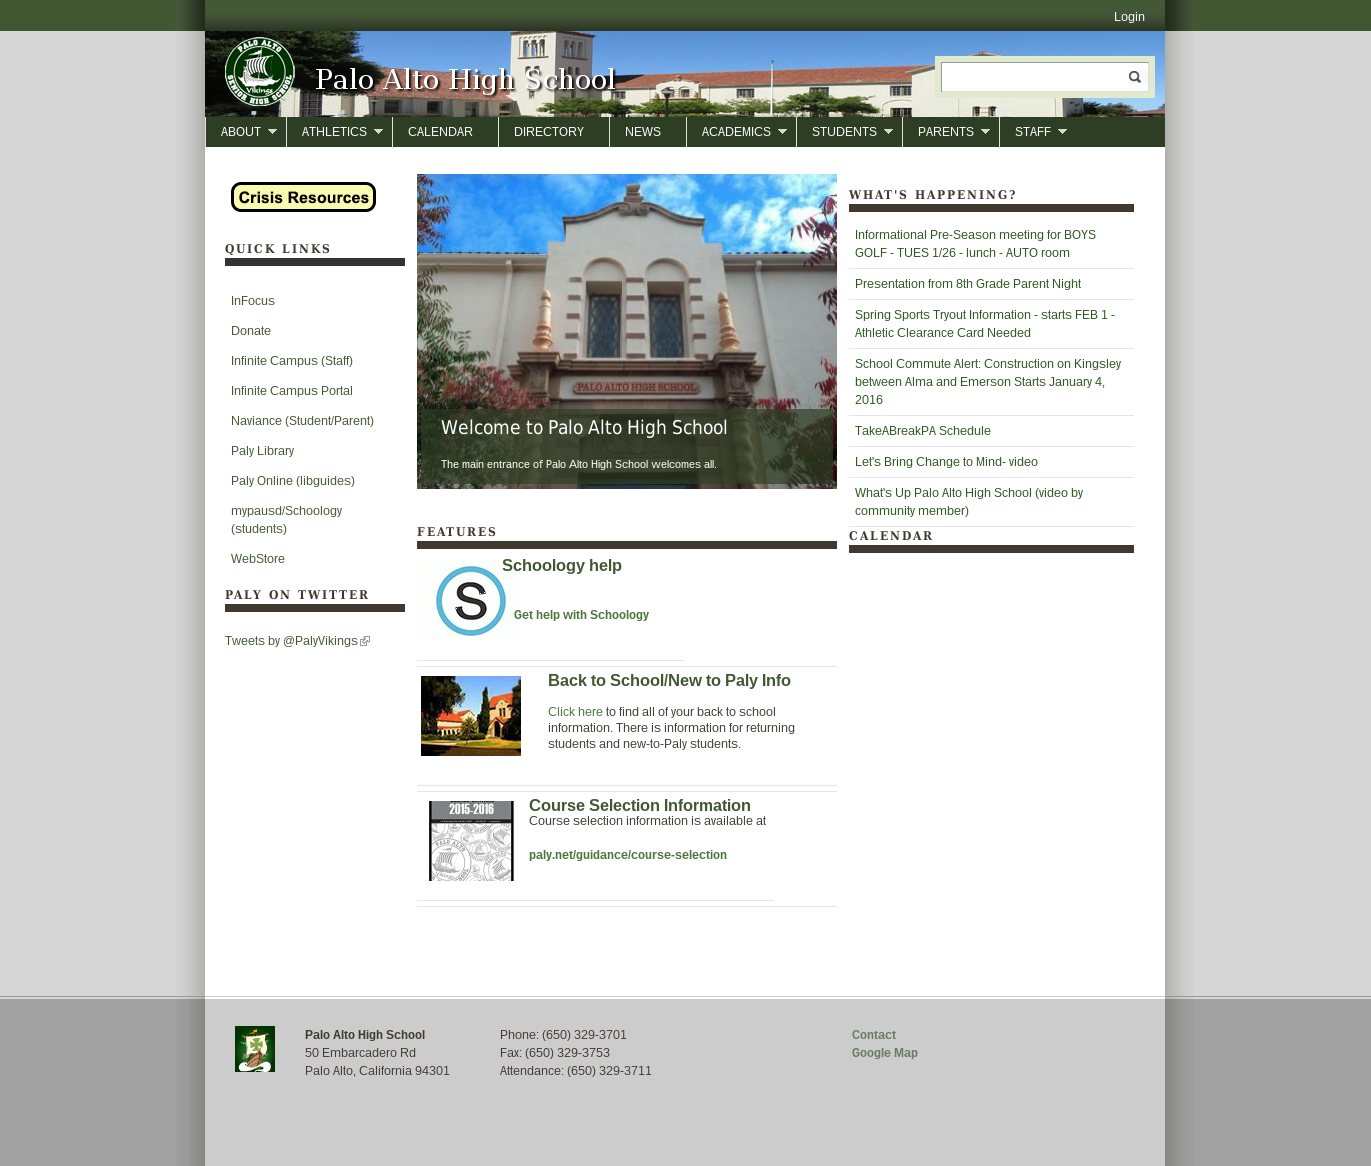 Login
PALO ALTO
Vikings
SENIOR HIGH SCHOOL
Palo Alto High School
ABOUT
ATHLETICS
CALENDAR
DIRECTORY
NEWS
ACADEMICS
STUDENTS
PARENTS
STAFF
Crisis Resources
QUICK LINKS
InFocus
Donate
Infinite Campus (Staff)
Infinite Campus Portal
Naviance (Student/Parent)
Paly Library
Paly Online (libguides)
mypausd/Schoology
(students)
WebStore
PALY ON TWITTER
Tweets by @PalyVikings
PALO ALTO HIGH SCHOOL
Welcome to Palo Alto High School
The main entrance of Palo Alto High School welcomes all.
FEATURES
S
Schoology help
Get help with Schoology
Back to School/New to Paly Info
Click here to find all of your back to school
information. There is information for returning
students and new-to-Paly students.
2015-2016
Course Selection Information
Course selection information is available at
paly.net/guidance/course-selection
WHAT'S HAPPENING?
Informational Pre-Season meeting for BOYS
GOLF - TUES 1/26 - lunch - AUTO room
Presentation from 8th Grade Parent Night
Spring Sports Tryout Information - starts FEB 1 -
Athletic Clearance Card Needed
School Commute Alert: Construction on Kingsley
between Alma and Emerson Starts January 4,
2016
TakeABreakPA Schedule
Let's Bring Change to Mind- video
What's Up Palo Alto High School (video by
community member)
CALENDAR
Palo Alto High School
50 Embarcadero Rd
Palo Alto, California 94301
Phone: (650) 329-3701
Fax: (650) 329-3753
Attendance: (650) 329-3711
Contact
Google Map